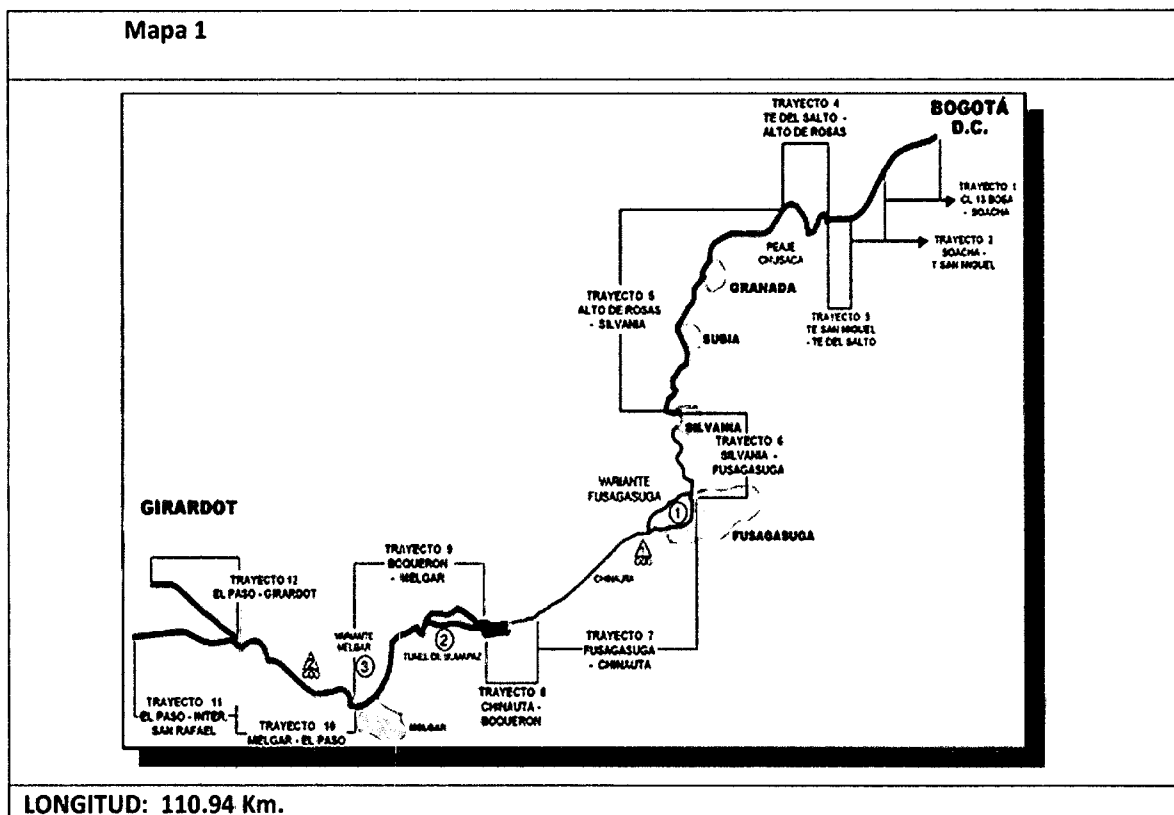 Mapa 1
TRAYECTO 4
TE DEL SALTO -
ALTO DE ROSAS
BOGOTÁ
D.C.
TRAYECTO 1
CL 13 BOSA
- SOACHA
TRAYECTO 2
SOACHA -
T SAN MIGUEL
PEAJE
CHUSACA
GRANADA
TRAYECTO 5
ALTO DE ROSAS
- SILVANIA
TRAYECTO 3
TE SAN MIGUEL
- TE DEL SALTO
SUBIA
SILVANIA
TRAYECTO 6
SILVANIA -
FUSAGASUGA
VARIANTE
FUSAGASUGA
1
FUSAGASUGA
GIRARDOT
TRAYECTO 9
BOQUERON
- MELGAR
CHINAUTA
TRAYECTO 12
EL PASO - GIRARDOT
VARIANTE
MELGAR
3
2
TUNEL DE SUMAPAZ
TRAYECTO 7
FUSAGASUGA
- CHINAUTA
TRAYECTO 8
CHINAUTA -
BOQUERON
TRAYECTO 11
EL PASO - INTER.
SAN RAFAEL
TRAYECTO 10
MELGAR - EL PASO
MELGAR
LONGITUD: 110.94 Km.